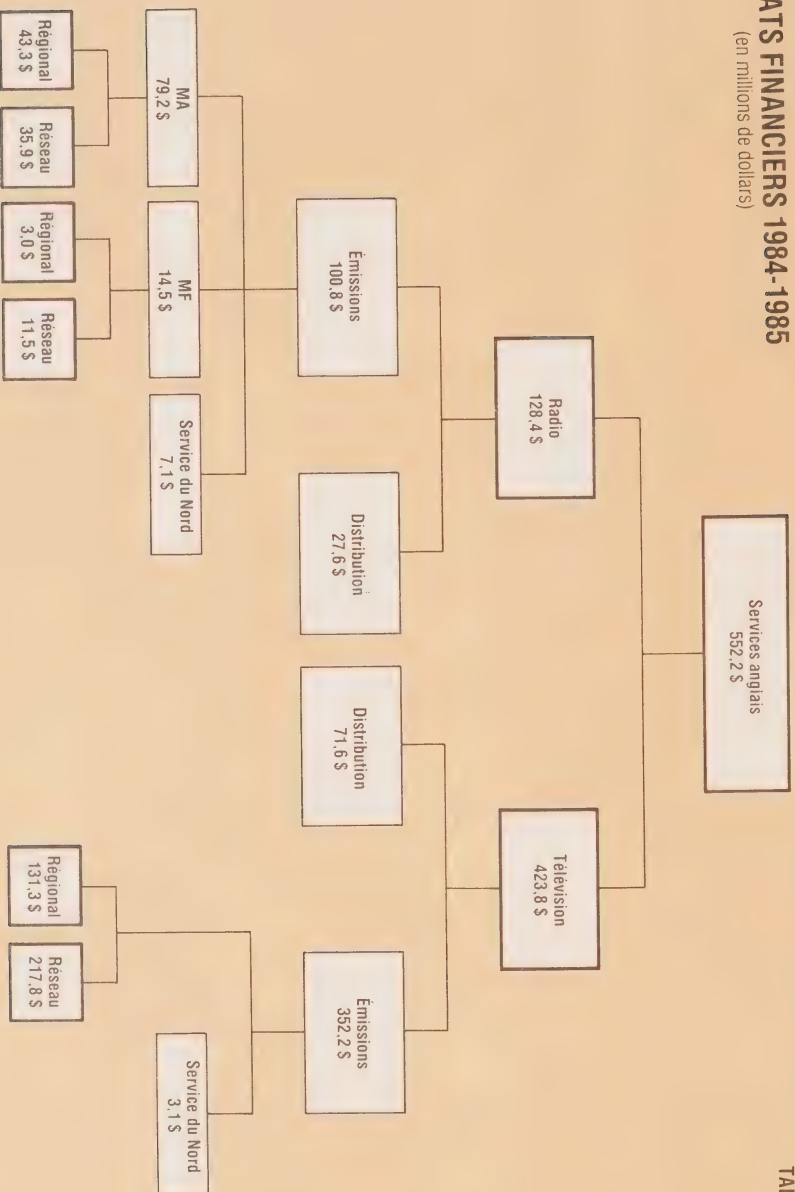 ATS FINANCIERS 1984-1985
(en millions de dollars)
Services anglais
552,2 $
Radio
128,4 $
Télévision
423,8 $
Émissions
100,8 $
Distribution
27,6 $
Distribution
71,6 $
Émissions
352,2 $
MA
79,2 $
MF
14,5 $
Service du Nord
7,1 $
Service du Nord
3,1 $
Régional
43,3 $
Réseau
35,9 $
Régional
3,0 $
Réseau
11,5 $
Régional
131,3 $
Réseau
217,8 $